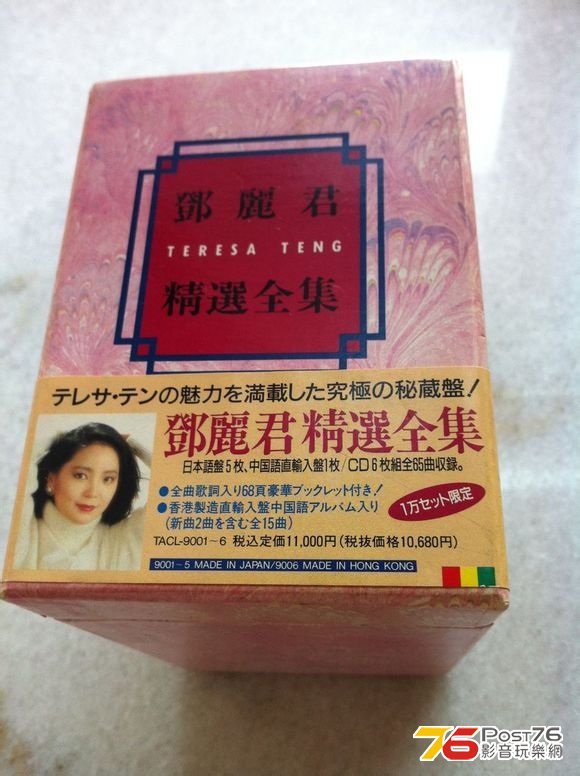 鄧麗君
TERESA TENG
精選全集
テレサ・テンの魅力を満載した究極の秘蔵盤!
鄧麗君精選全集
日本語盤5枚、中国語直輸入盤1枚/CD6枚組全65曲収録。
●全曲歌詞入り68頁豪華ブックレット付き!
●香港製造直輸入盤中国語アルバム入り
(新曲2曲を含む全15曲)
1万セット限定
TACL-9001~6 税込定価11,000円(税抜価格10,680円)
9001~5 MADE IN JAPAN/9006 MADE IN HONG KONG
76 POST76
影音玩樂網